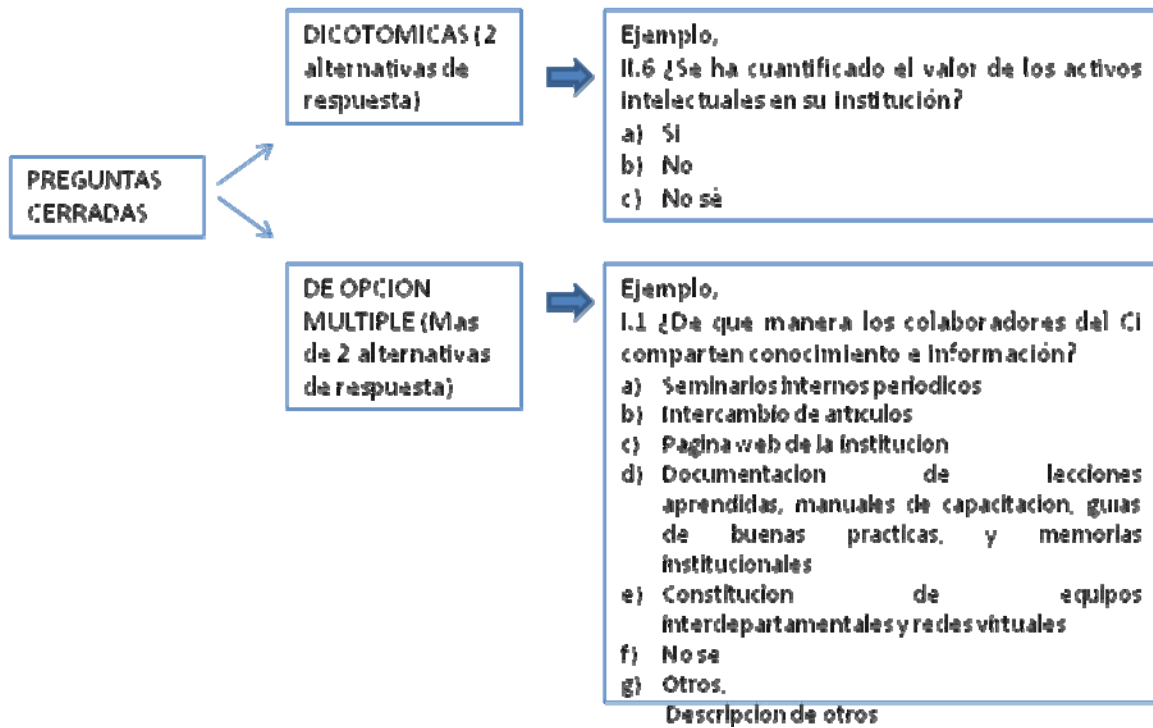 PREGUNTAS
CERRADAS
DICOTOMICAS (2
alternativas de
respuesta)
Ejemplo,
II.6 ¿Se ha cuantificado el valor de los activos
intelectuales en su institución?
a) Si
b) No
c) No sé
DE OPCION
MULTIPLE (Mas
de 2 alternativas
de respuesta)
Ejemplo,
I.1 ¿De que manera los colaboradores del CI
comparten conocimiento e información?
a) Seminarios internos periodicos
b) Intercambio de articulos
c) Pagina web de la institucion
d) Documentacion de lecciones
aprendidas, manuales de capacitacion, guias
de buenas practicas, y memorias
institucionales
e) Constitucion de equipos
interdepartamentales y redes virtuales
f) No se
g) Otros.
Descripcion de otros